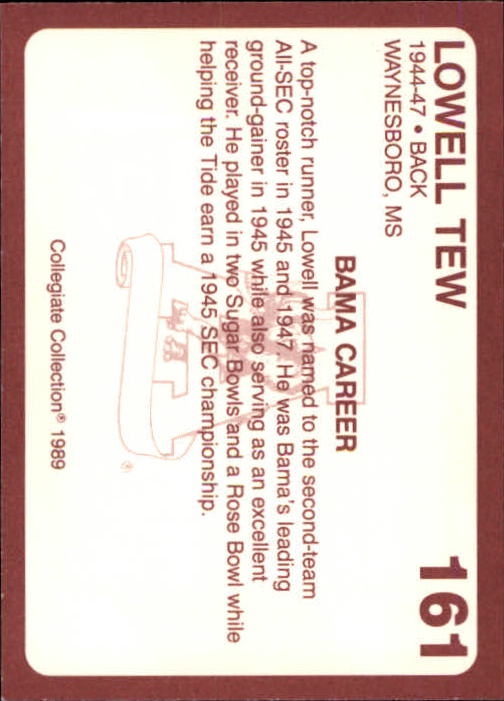 LOWELL TEW 161
1944-47 • BACK
WAYNESBORO, MS
BAMA CAREER
A top-notch runner, Lowell was named to the second-team
All-SEC roster in 1945 and 1947. He was Bama's leading
ground-gainer in 1945 while also serving as an excellent
receiver. He played in two Sugar Bowls and a Rose Bowl while
helping the Tide earn a 1945 SEC championship.
Collegiate Collection® 1989